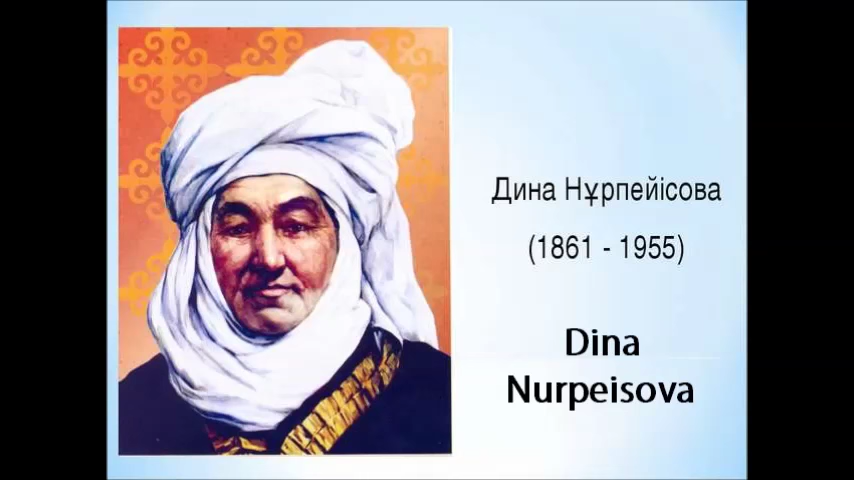 Дина Нұрпейісова
(1861 - 1955)
Dina
Nurpeisova